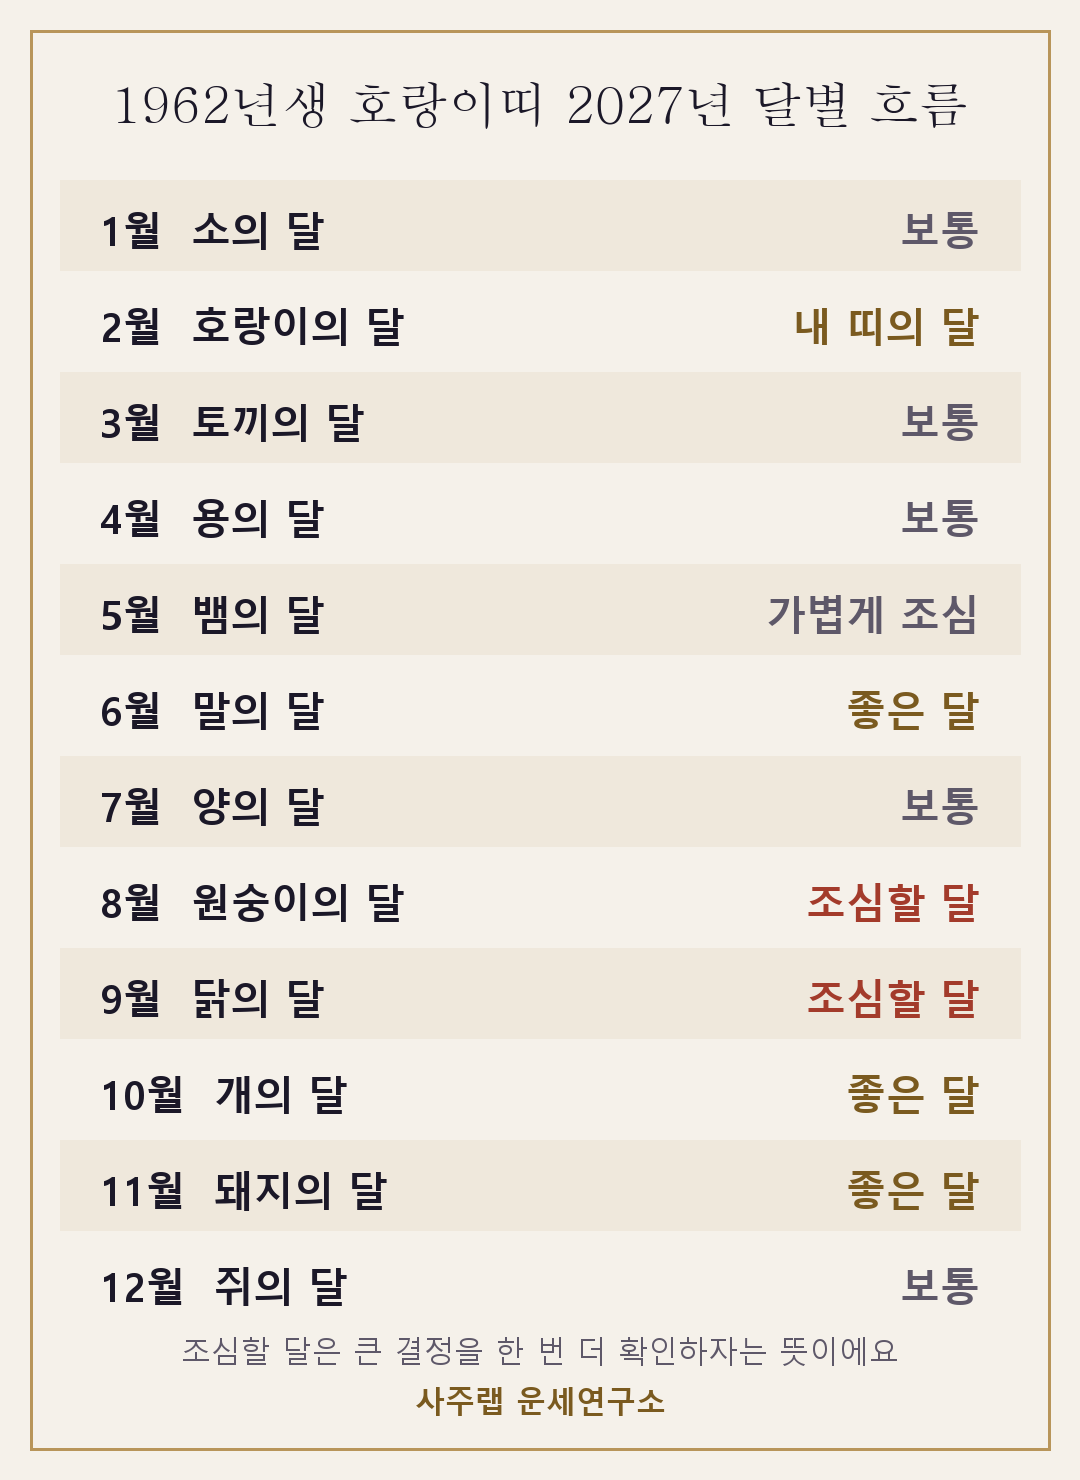 1962년생 호랑이띠 2027년 달별 흐름
1월 소의 달 보통
2월 호랑이의 달 내 띠의 달
3월 토끼의 달 보통
4월 용의 달 보통
5월 뱀의 달 가볍게 조심
6월 말의 달 좋은 달
7월 양의 달 보통
8월 원숭이의 달 조심할 달
9월 닭의 달 조심할 달
10월 개의 달 좋은 달
11월 돼지의 달 좋은 달
12월 쥐의 달 보통
조심할 달은 큰 결정을 한 번 더 확인하자는 뜻이에요
사주랩 운세연구소